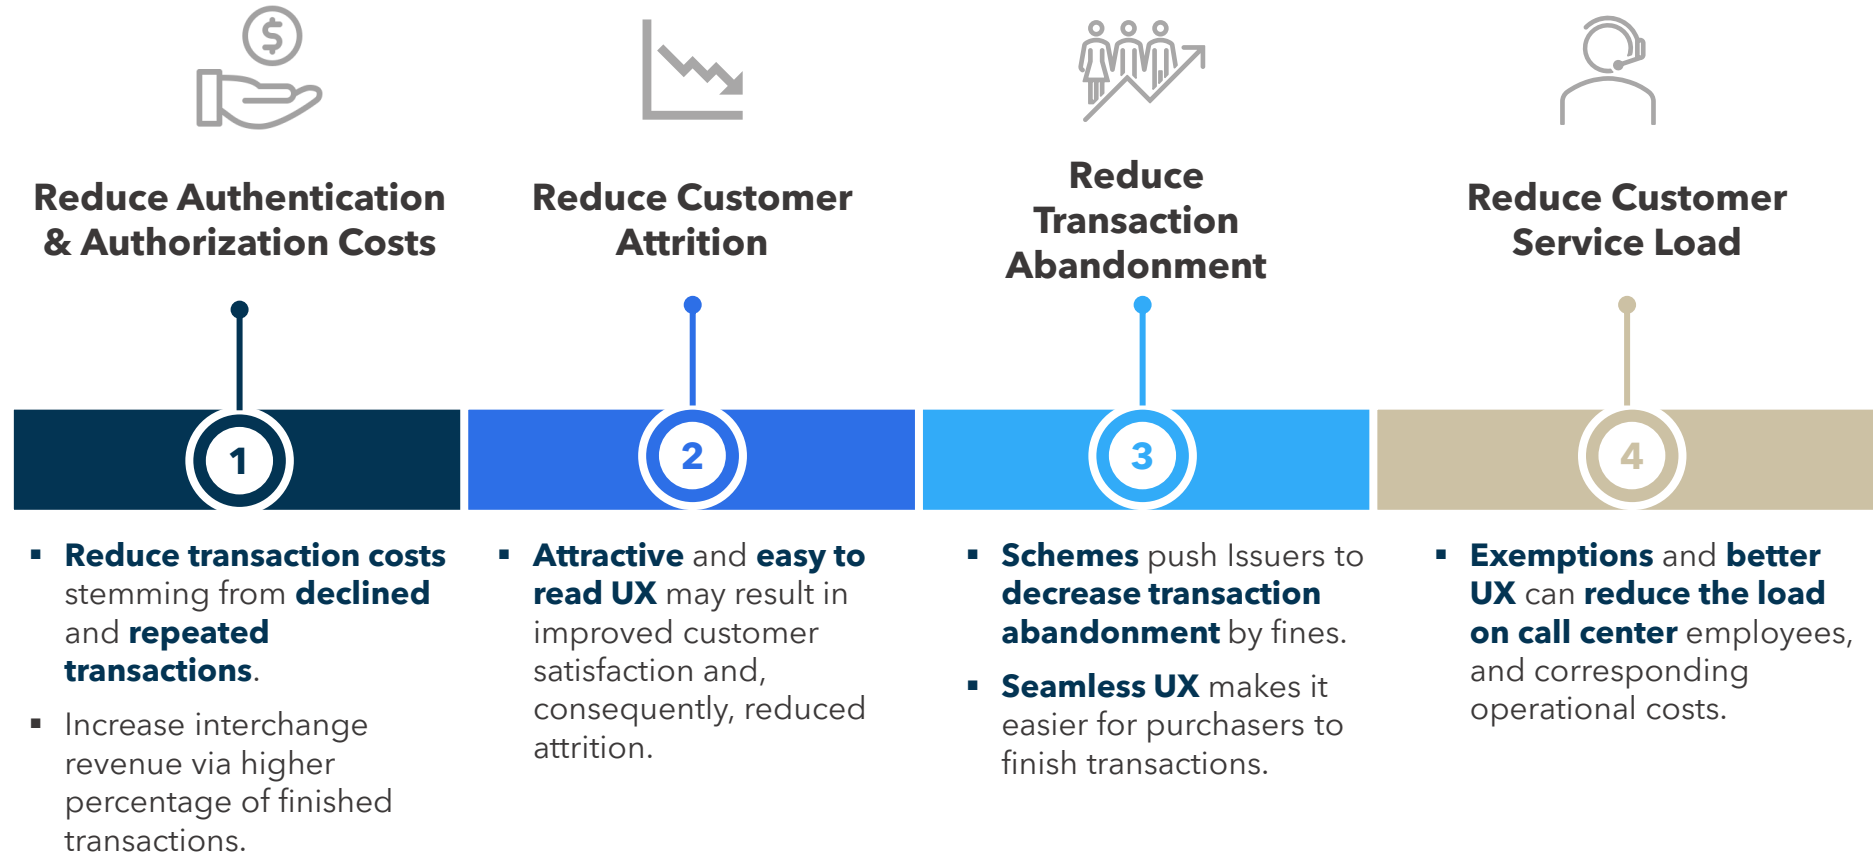 $
Reduce Authentication
& Authorization Costs
Reduce Customer
Attrition
Reduce
Transaction
Abandonment
Reduce Customer
Service Load
1
2
3
4
▪ Reduce transaction costs
stemming from declined
and repeated
transactions.
▪ Increase interchange
revenue via higher
percentage of finished
transactions.
▪ Attractive and easy to
read UX may result in
improved customer
satisfaction and,
consequently, reduced
attrition.
▪ Schemes push Issuers to
decrease transaction
abandonment by fines.
▪ Seamless UX makes it
easier for purchasers to
finish transactions.
▪ Exemptions and better
UX can reduce the load
on call center employees,
and corresponding
operational costs.